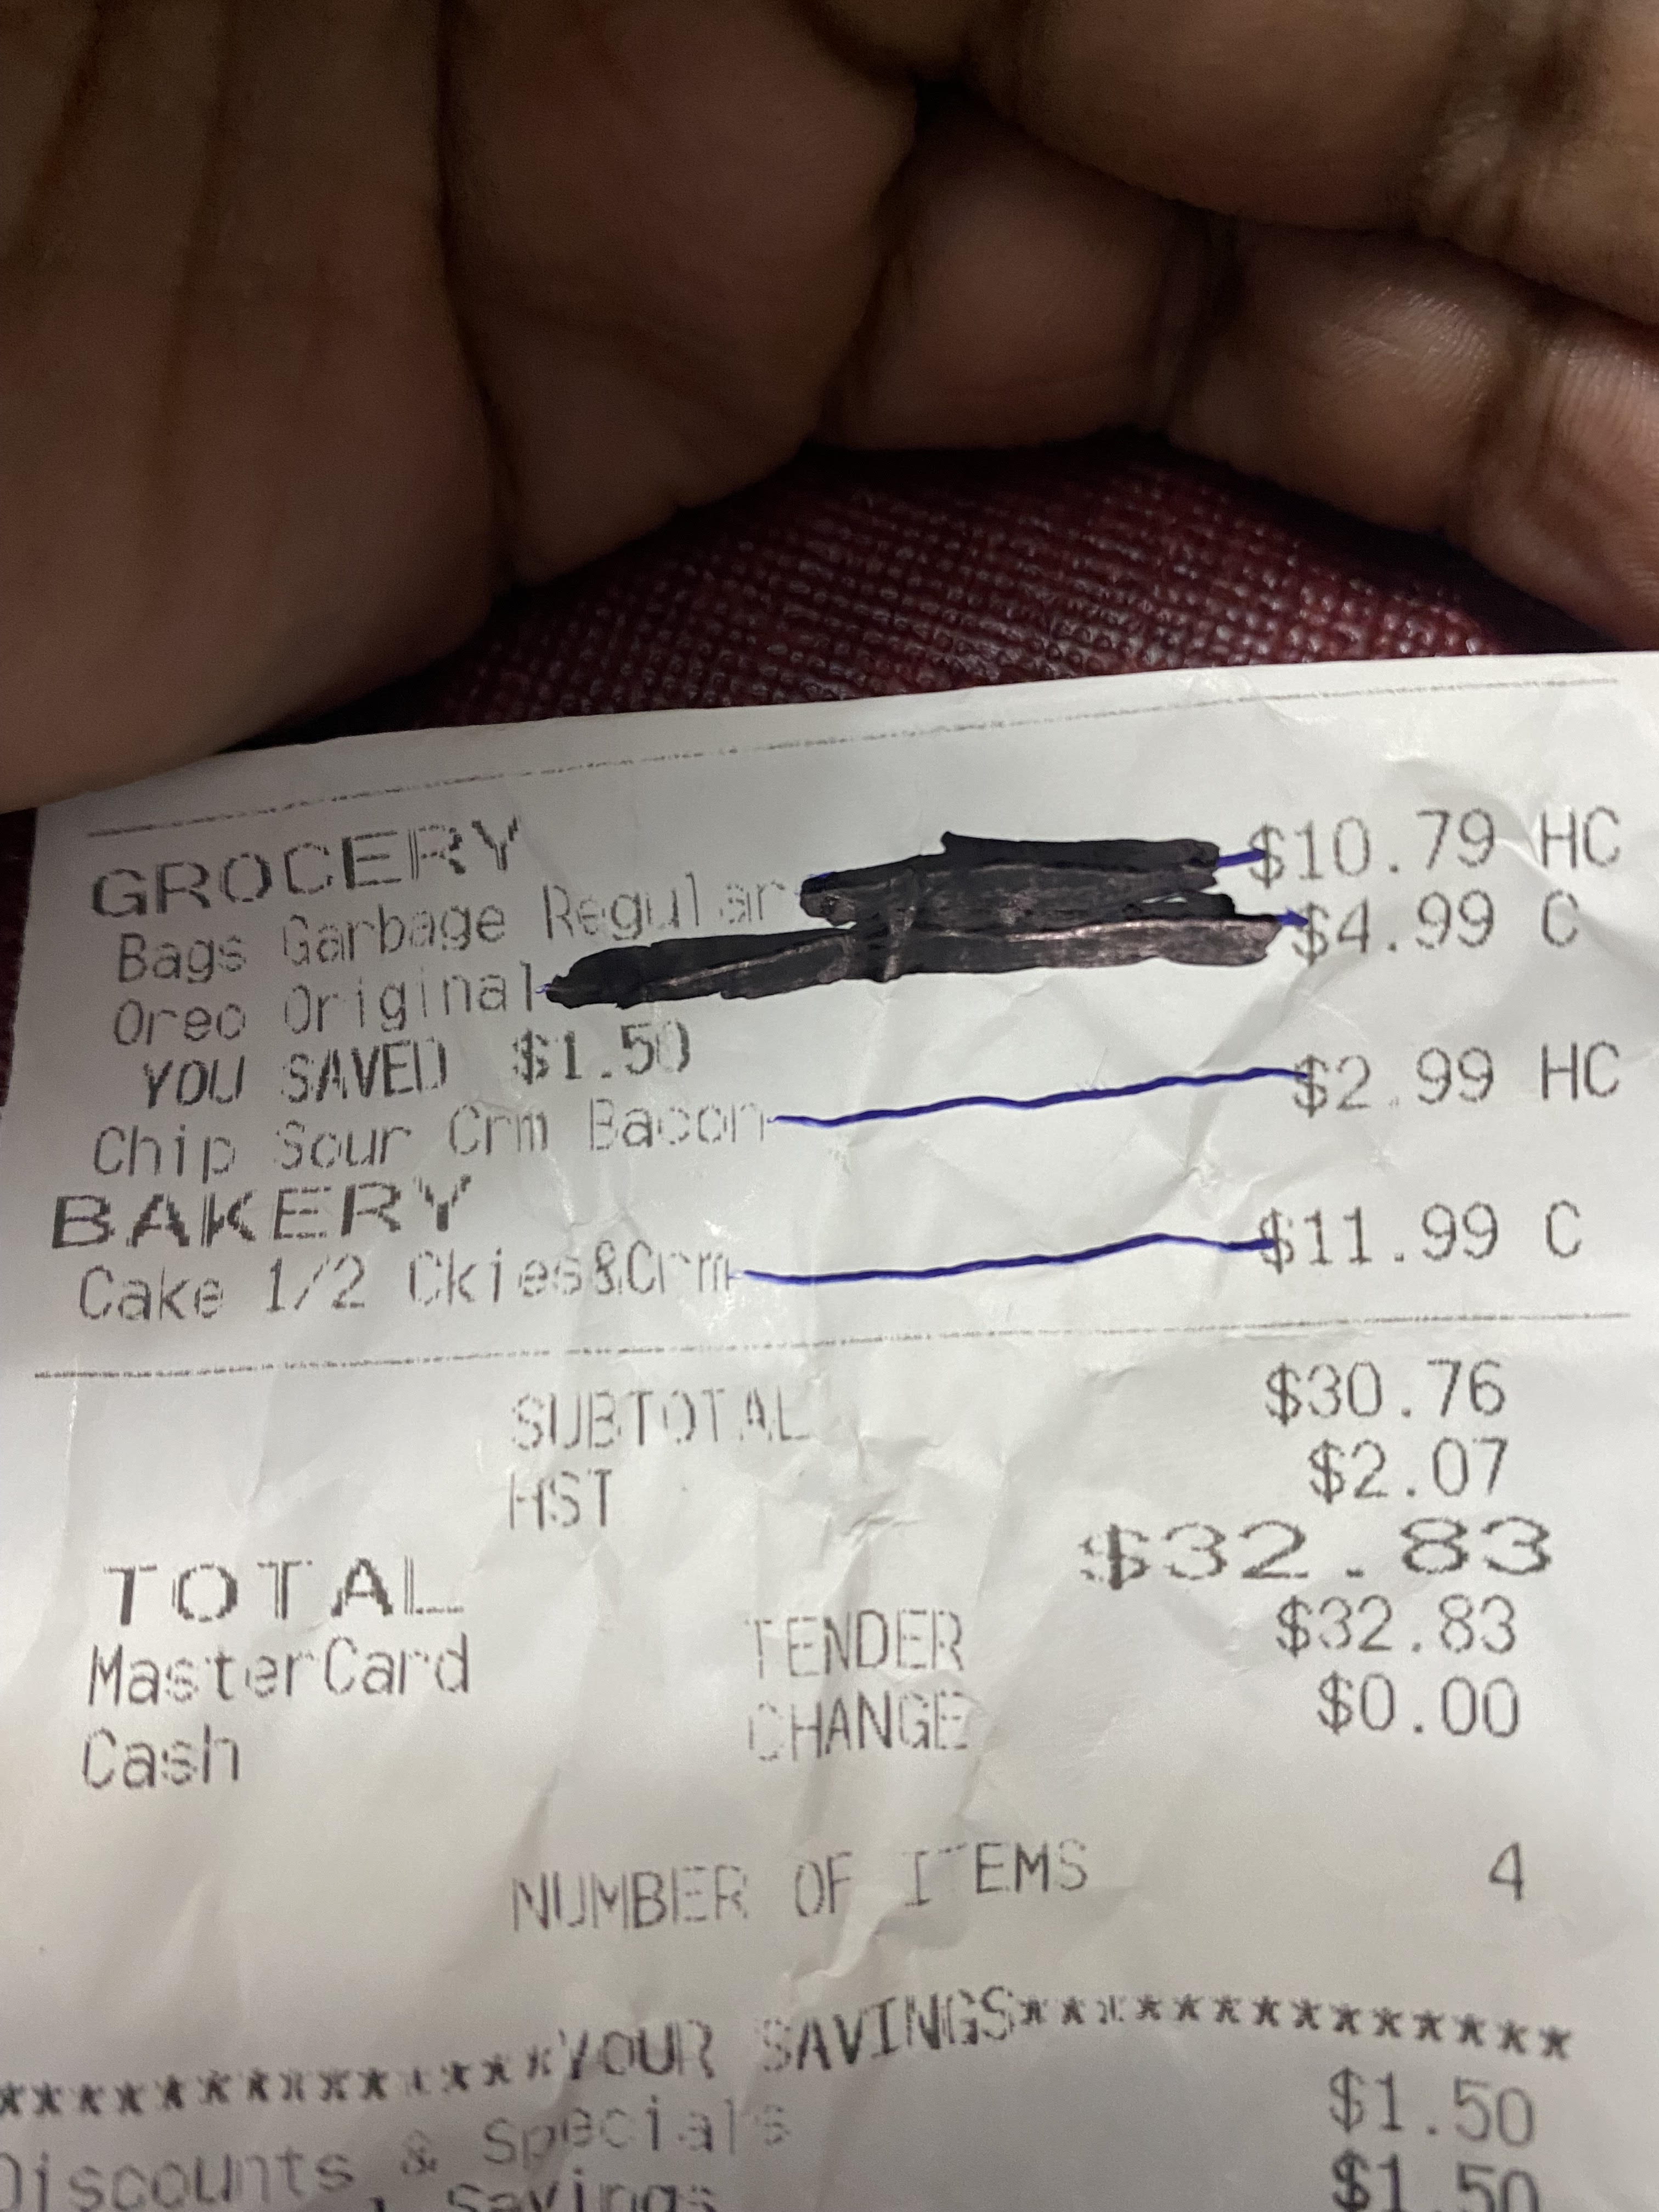 GROCERY
Bags Garbage Regular $10.79 HC
Oreo Original $4.99 C
YOU SAVED $1.50
Chip Sour Crm Bacon $2.99 HC
BAKERY
Cake 1/2 Ckies&Crm $11.99 C
SUBTOTAL $30.76
HST $2.07
TOTAL $32.83
MasterCard TENDER $32.83
Cash CHANGE $0.00
NUMBER OF ITEMS 4
***************YOUR SAVINGS***************
Discounts & Specials $1.50
Savings $1.50